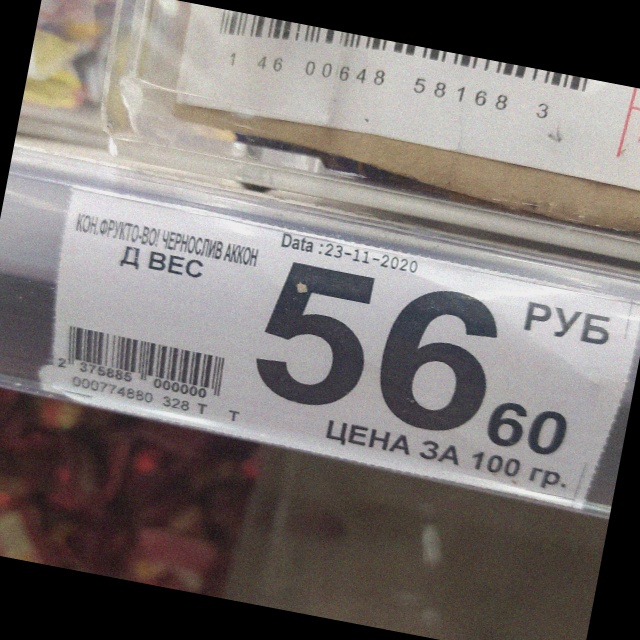 1 46 00648 58168 3
КОН.ФРУКТО-ВО! ЧЕРНОСЛИВ АККОН
Д ВЕС
Data :23-11-2020
56 60
РУБ
ЦЕНА ЗА 100 гр.
2 375885 000000
000774880 328 Т Т